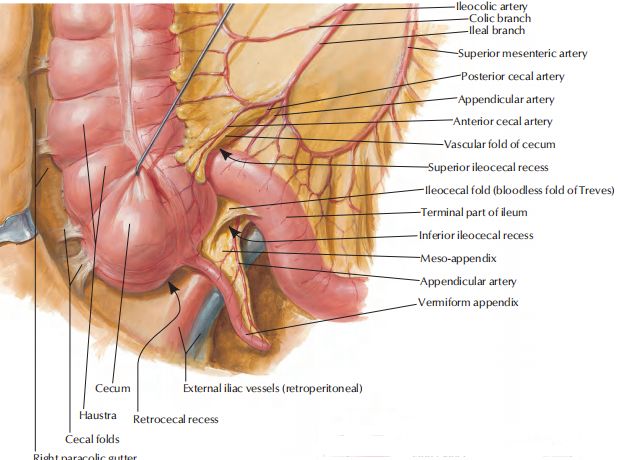 Ileocolic artery
Colic branch
Ileal branch
Superior mesenteric artery
Posterior cecal artery
Appendicular artery
Anterior cecal artery
Vascular fold of cecum
Superior ileocecal recess
Ileocecal fold (bloodless fold of Treves)
Terminal part of ileum
Inferior ileocecal recess
Meso-appendix
Appendicular artery
Vermiform appendix
External iliac vessels (retroperitoneal)
Cecum
Haustra
Retrocecal recess
Cecal folds
Right paracolic gutter